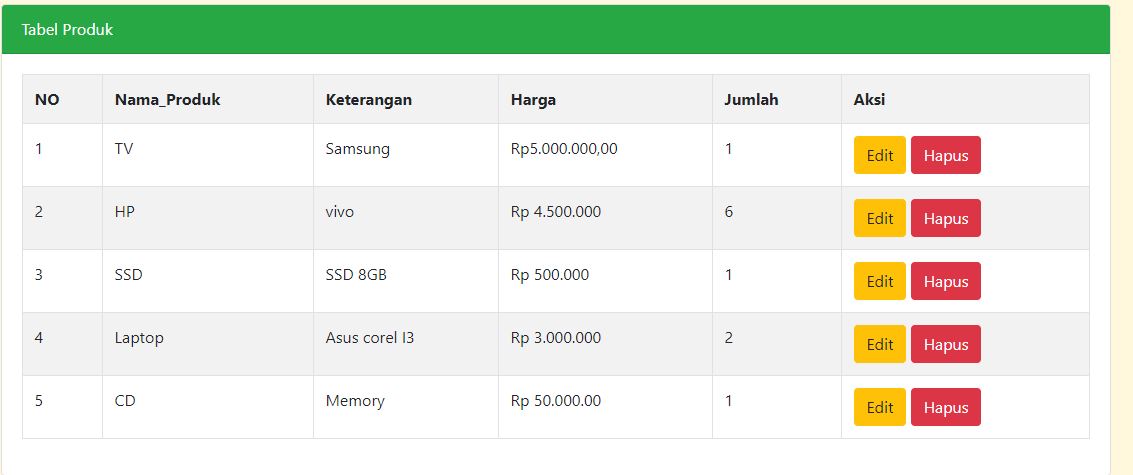 Tabel Produk
NO Nama_Produk Keterangan Harga Jumlah Aksi
1 TV Samsung Rp5.000.000,00 1 Edit Hapus
2 HP vivo Rp 4.500.000 6 Edit Hapus
3 SSD SSD 8GB Rp 500.000 1 Edit Hapus
4 Laptop Asus corel I3 Rp 3.000.000 2 Edit Hapus
5 CD Memory Rp 50.000.00 1 Edit Hapus